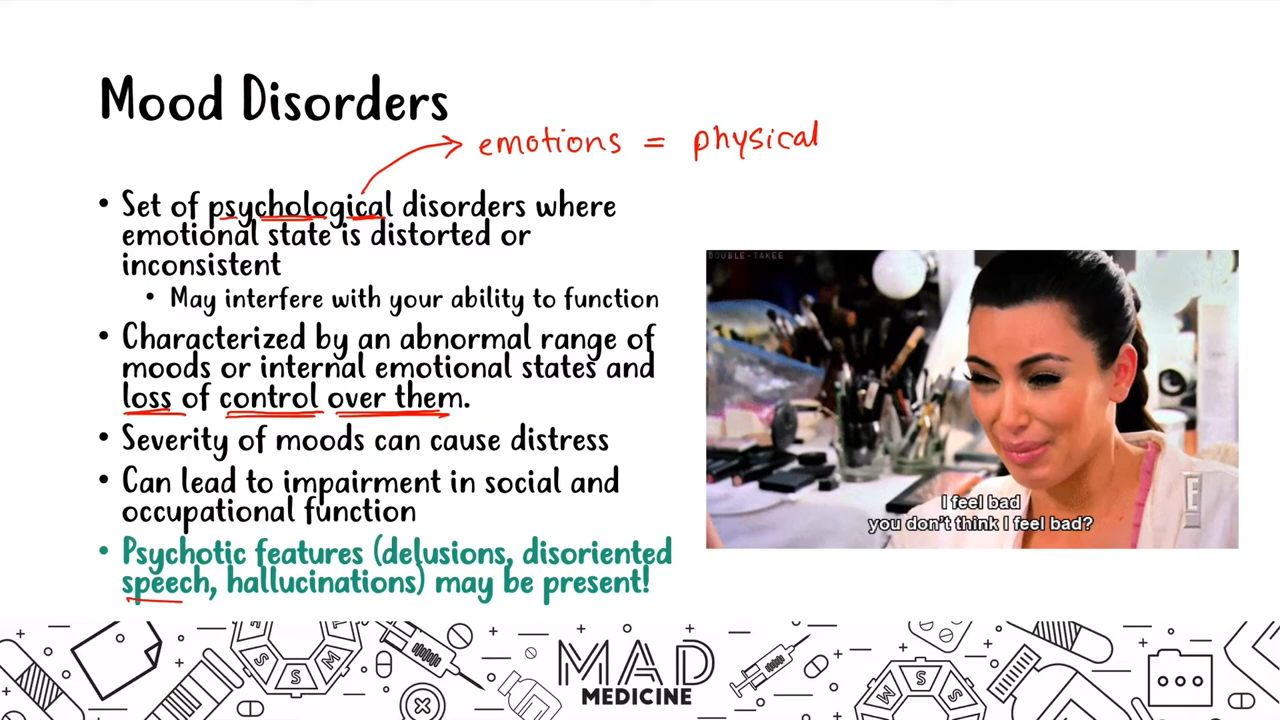 Mood Disorders
emotions = physical
• Set of psychological disorders where
emotional state is distorted or
inconsistent
• May interfere with your ability to function
• Characterized by an abnormal range of
moods or internal emotional states and
loss of control over them.
• Severity of moods can cause distress
• Can lead to impairment in social and
occupational function
• Psychotic features (delusions, disoriented
speech, hallucinations) may be present!
DOUBLE-TAKEE
I feel bad
you don't think I feel bad?
E
S
S
M
MAD
MEDICINE
M
S
S